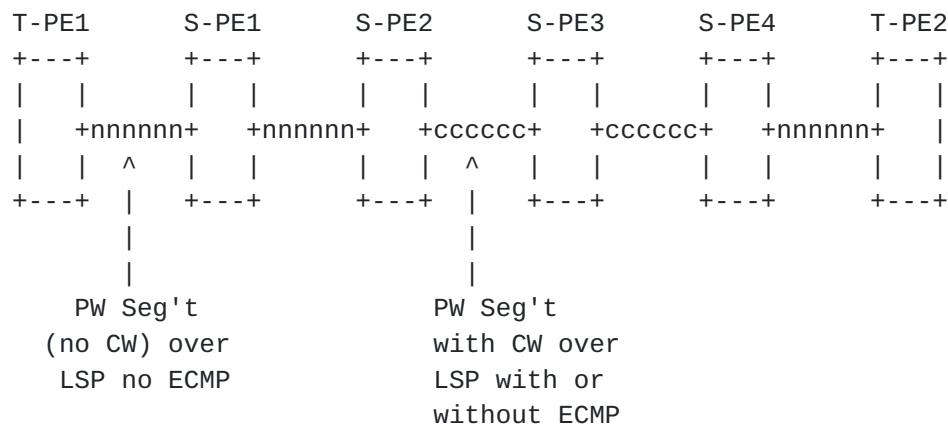 T-PE1       S-PE1      S-PE2       S-PE3      S-PE4       T-PE2
+---+      +---+      +---+      +---+      +---+      +---+
|   |      |   |      |   |      |   |      |   |      |   |
|   +nnnnnn+   +nnnnnn+   +cccccc+   +cccccc+   +nnnnnn+   |
|   |  ^   |   |      |   |  ^   |   |      |   |      |   |
+---+  |   +---+      +---+  |   +---+      +---+      +---+
       |                     |
       |                     |
    PW Seg't              PW Seg't
  (no CW) over            with CW over
   LSP no ECMP            LSP with or
                          without ECMP